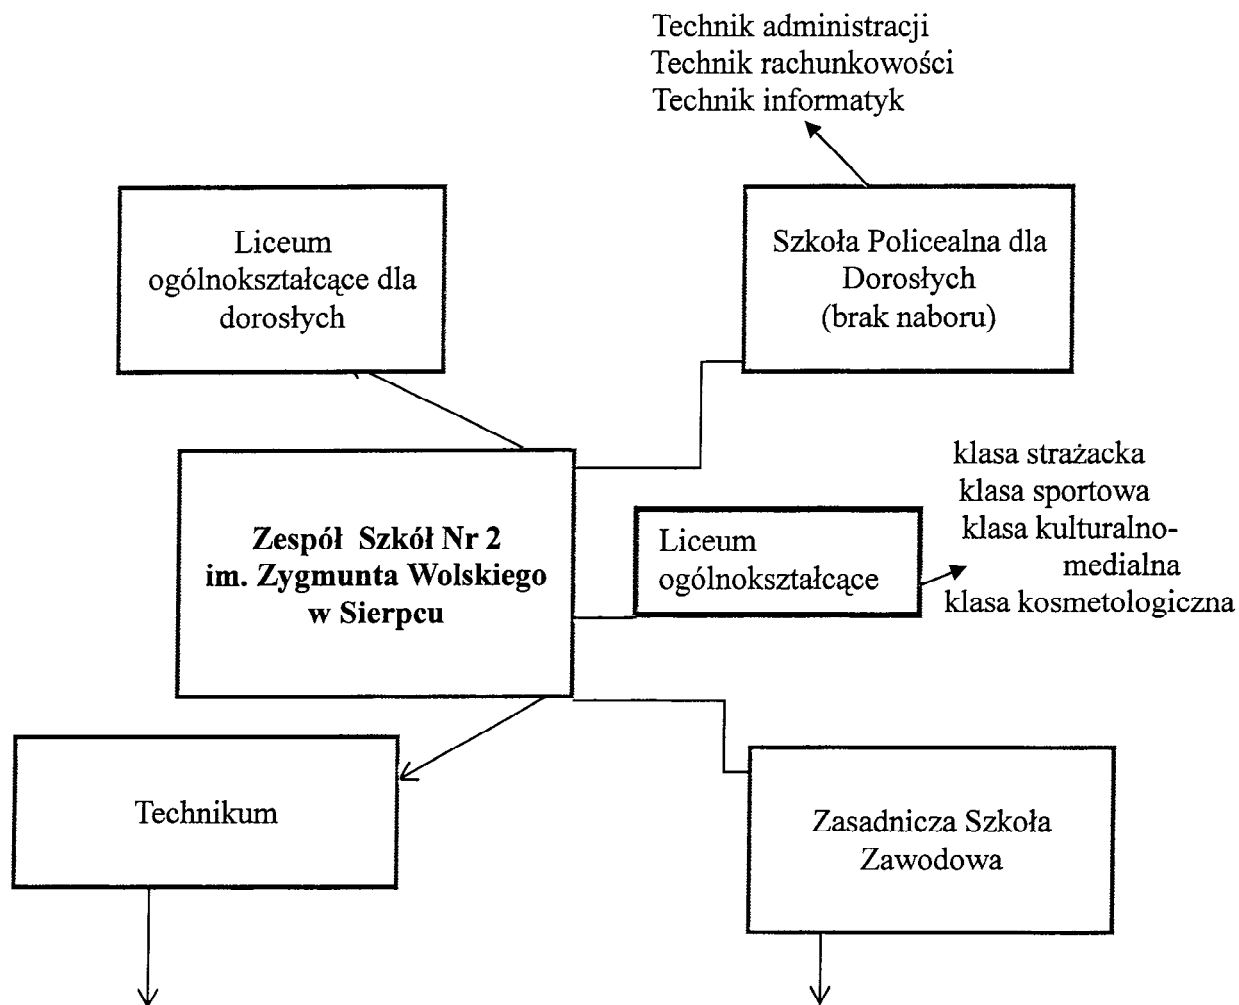 Technik administracji
Technik rachunkowości
Technik informatyk
Liceum
ogólnokształcące dla
dorosłych
Szkoła Policealna dla
Dorosłych
(brak naboru)
Zespół Szkół Nr 2
im. Zygmunta Wolskiego
w Sierpcu
Liceum
ogólnokształcące
klasa strażacka
klasa sportowa
klasa kulturalno-
medialna
klasa kosmetologiczna
Technikum
Zasadnicza Szkoła
Zawodowa